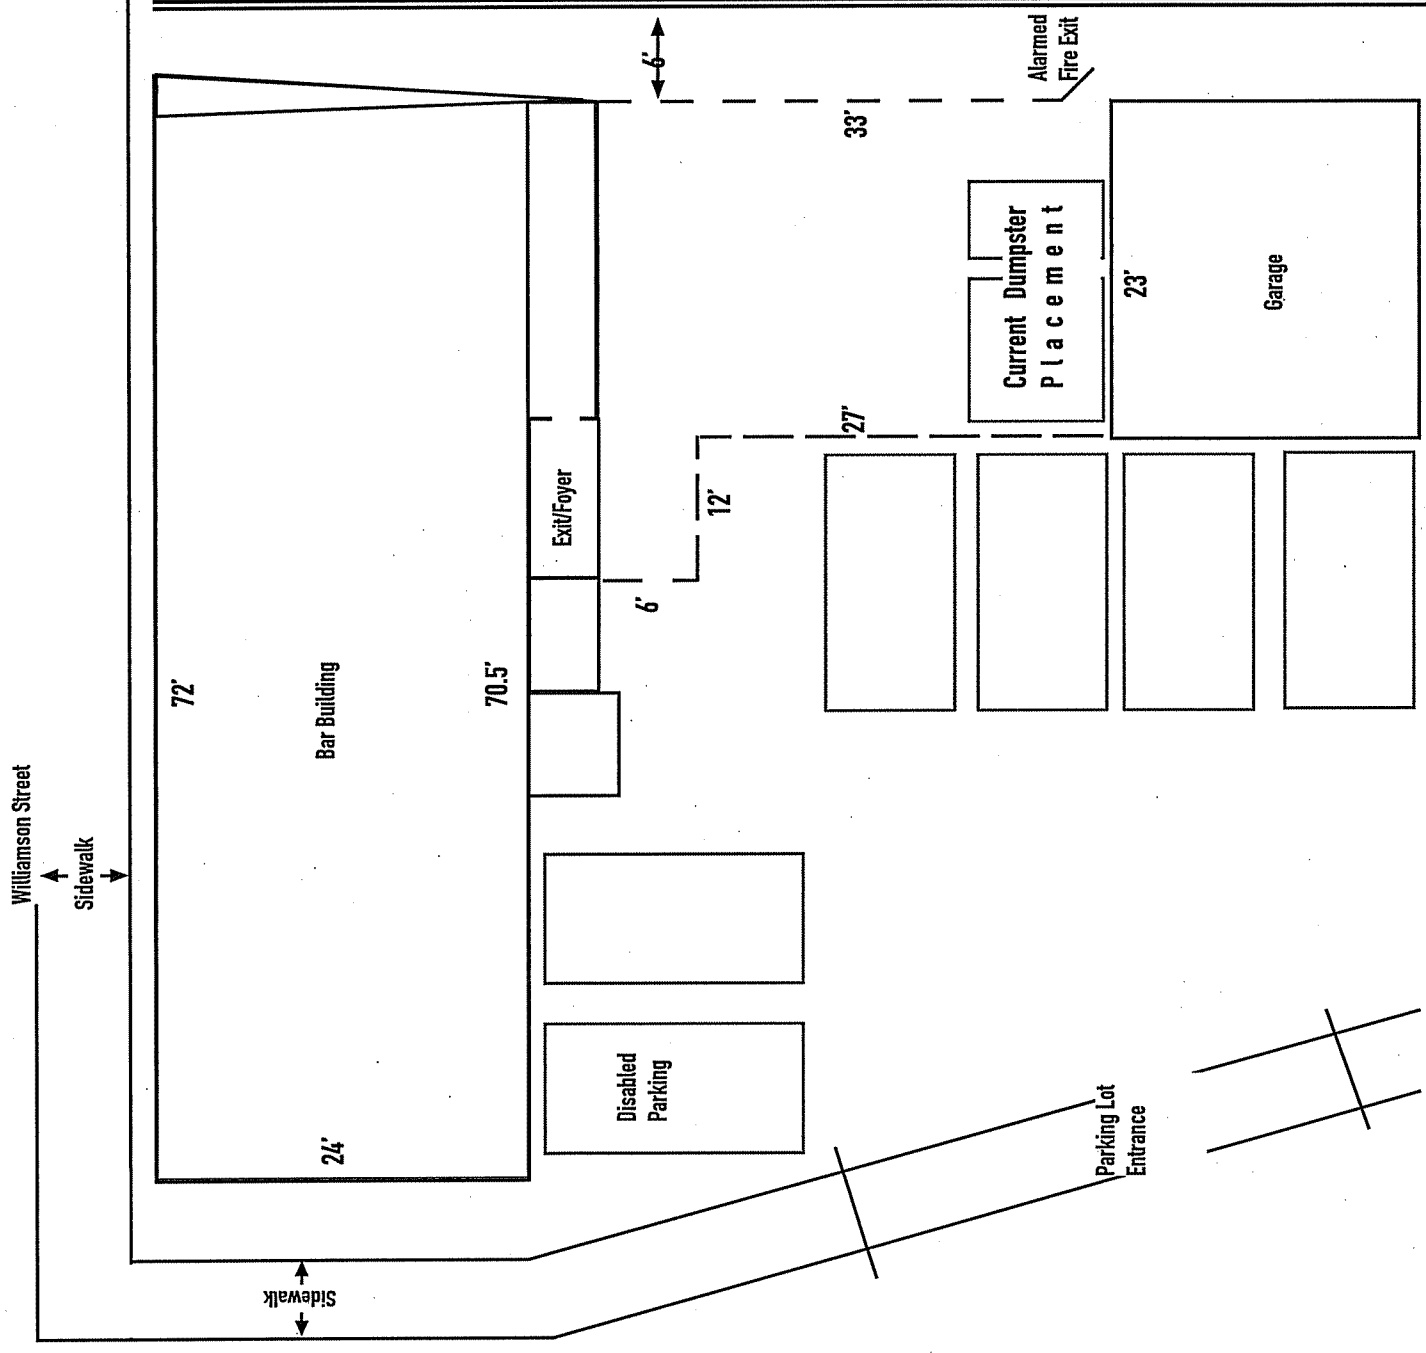 Williamson Street
Sidewalk
72'
Bar Building
70.5'
24'
Sidewalk
Exit/Foyer
6'
12'
27'
6'
33'
Alarmed
Fire Exit
Current Dumpster
Placement
23'
Garage
Disabled
Parking
Parking Lot
Entrance